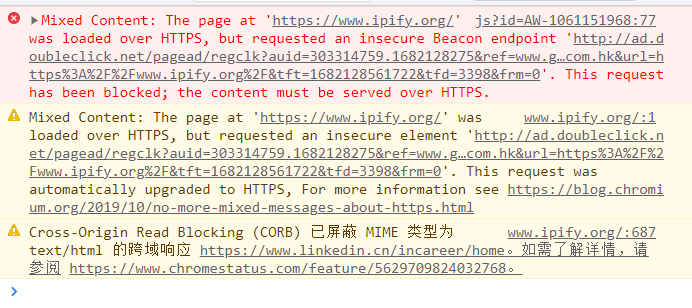 Mixed Content: The page at 'https://www.ipify.org/' js?id=AW-1061151968:77
was loaded over HTTPS, but requested an insecure Beacon endpoint 'http://ad.d
oubleclick.net/pagead/regclk?auid=303314759.1682128275&ref=www.g…com.hk&url=h
ttps%3A%2F%2Fwww.ipify.org%2F&tft=1682128561722&tfd=3398&frm=0'. This request
has been blocked; the content must be served over HTTPS.
Mixed Content: The page at 'https://www.ipify.org/' was www.ipify.org/:1
loaded over HTTPS, but requested an insecure element 'http://ad.doubleclick.n
et/pagead/regclk?auid=303314759.1682128275&ref=www.g…com.hk&url=https%3A%2F%2
Fwww.ipify.org%2F&tft=1682128561722&tfd=3398&frm=0'. This request was
automatically upgraded to HTTPS, For more information see https://blog.chromi
um.org/2019/10/no-more-mixed-messages-about-https.html
Cross-Origin Read Blocking (CORB) 已屏蔽 MIME 类型为 www.ipify.org/:687
text/html 的跨域响应 https://www.linkedin.cn/incareer/home。如需了解详情，请
参阅 https://www.chromestatus.com/feature/5629709824032768。